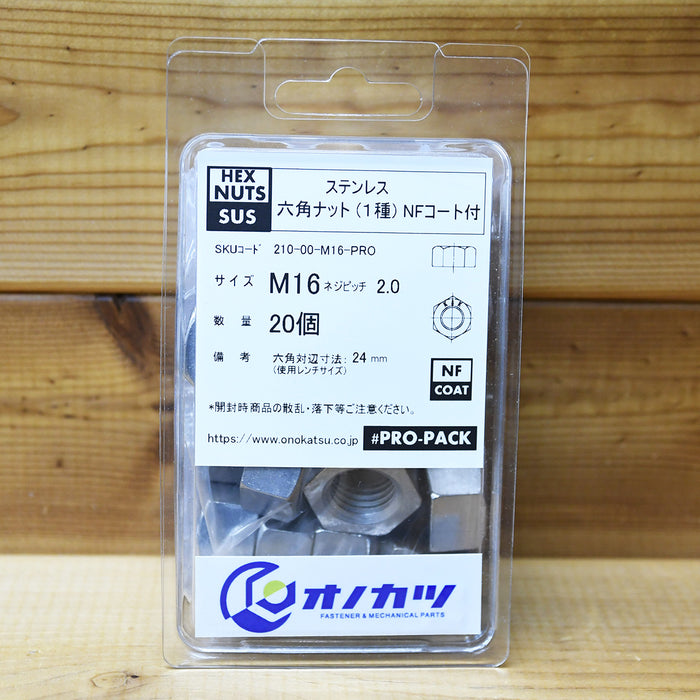 HEX
NUTS
SUS
ステンレス
六角ナット(1種) NFコート付
SKUコード 210-00-M16-PRO
サイズ M16 ネジピッチ 2.0
数量 20個
備考 六角対辺寸法: 24 mm
(使用レンチサイズ)
NF
COAT
*開封時商品の散乱・落下等ご注意ください。
https://www.onokatsu.co.jp #PRO-PACK
オノカツ
FASTENER & MECHANICAL PARTS